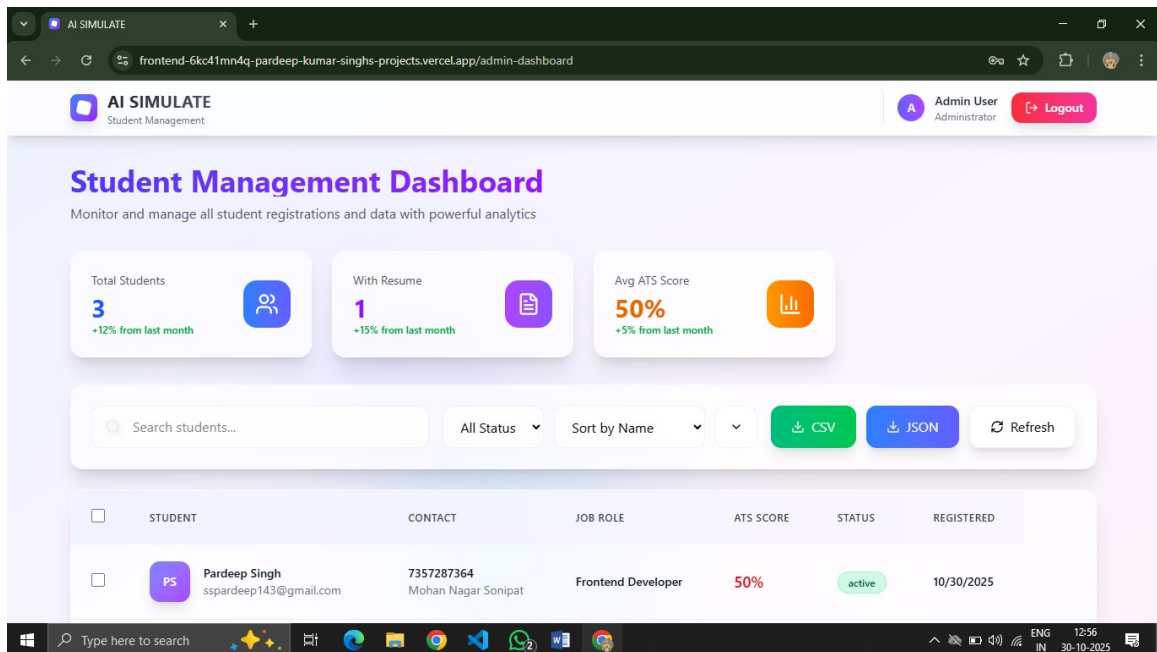 AI SIMULATE
frontend-6kc41mn4q-pardeep-kumar-singhs-projects.vercel.app/admin-dashboard
AI SIMULATE
Student Management
A
Admin User
Administrator
Logout
Student Management Dashboard
Monitor and manage all student registrations and data with powerful analytics
Total Students
3
+12% from last month
With Resume
1
+15% from last month
Avg ATS Score
50%
+5% from last month
Search students...
All Status
Sort by Name
CSV
JSON
Refresh
STUDENT CONTACT JOB ROLE ATS SCORE STATUS REGISTERED
PS
Pardeep Singh
sspardeep143@gmail.com
7357287364
Mohan Nagar Sonipat
Frontend Developer
50%
active
10/30/2025
Type here to search
2
ENG
IN
12:56
30-10-2025